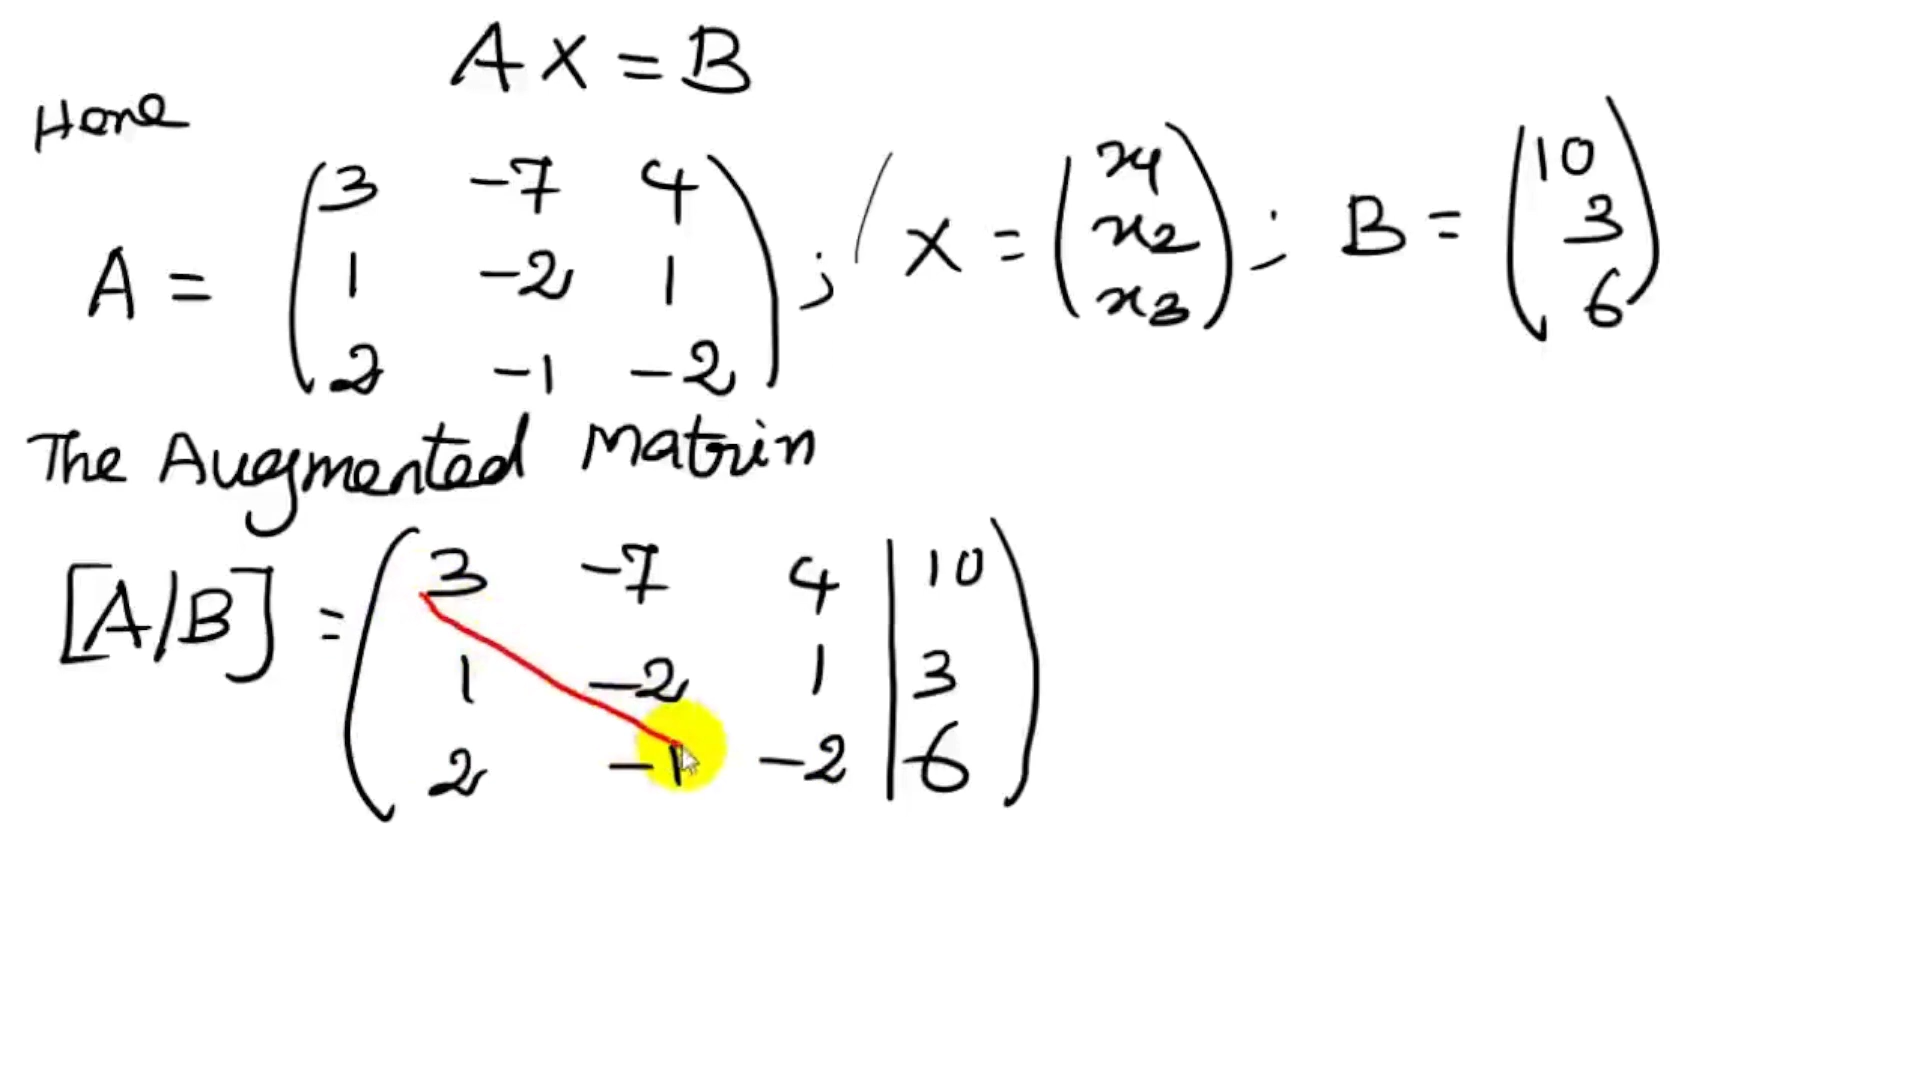 AX = B
Here
A = (3 -7 4
1 -2 1
2 -1 -2) ; X = (x1
x2
x3) ; B = (10
3
6)
The Augmented Matrix
[A/B] = (3 -7 4 | 10
1 -2 1 | 3
2 -1 -2 | 6)